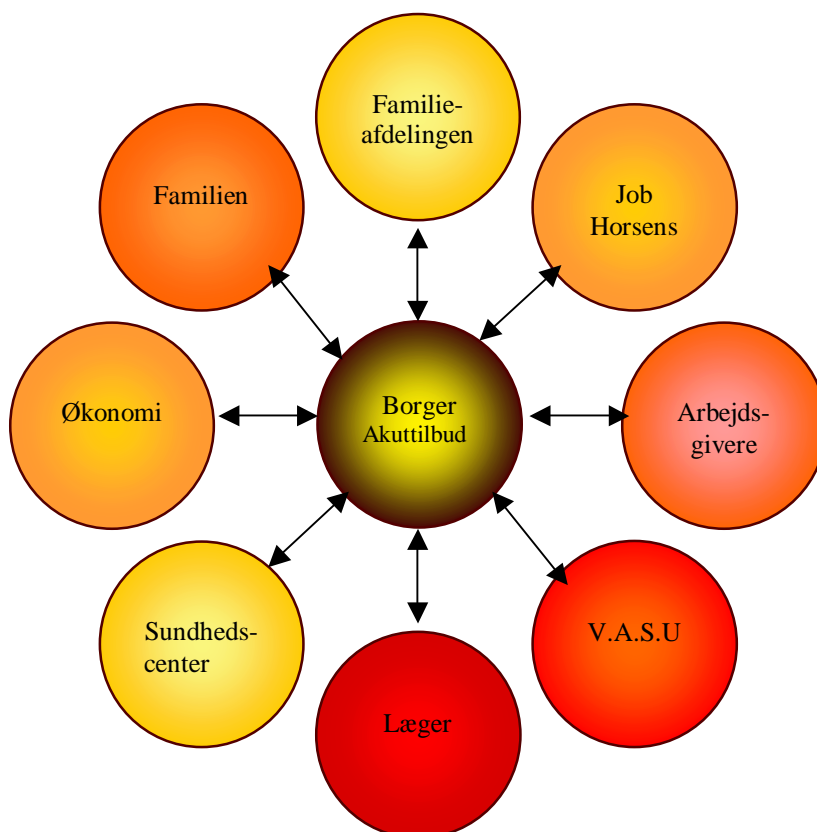 Familie-
afdelingen
Familien
Job
Horsens
Økonomi
Borger
Akuttilbud
Arbejds-
givere
Sundheds-
center
V.A.S.U
Læger